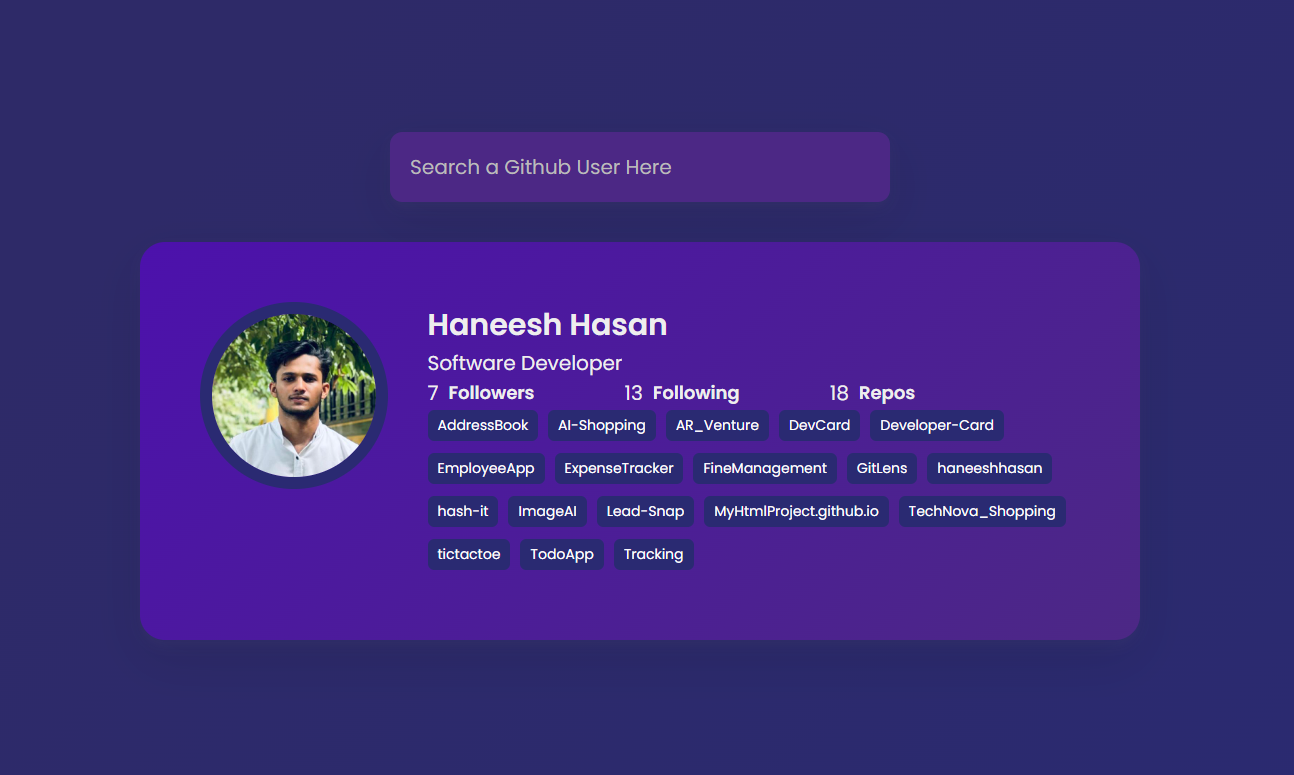 Search a Github User Here
Haneesh Hasan
Software Developer
7 Followers 13 Following 18 Repos
AddressBook AI-Shopping AR_Venture DevCard Developer-Card
EmployeeApp ExpenseTracker FineManagement GitLens haneeshhasan
hash-it ImageAI Lead-Snap MyHtmlProject.github.io TechNova_Shopping
tictactoe TodoApp Tracking